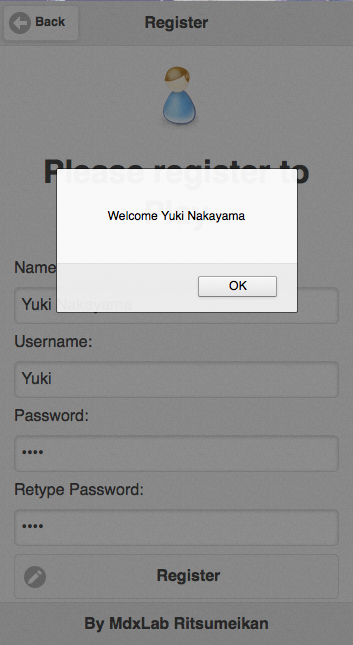 Back
Register
Please register to
Play
Welcome Yuki Nakayama
OK
Name
Yuki Nakayama
Username:
Yuki
Password:
••••
Retype Password:
••••
Register
By MdxLab Ritsumeikan